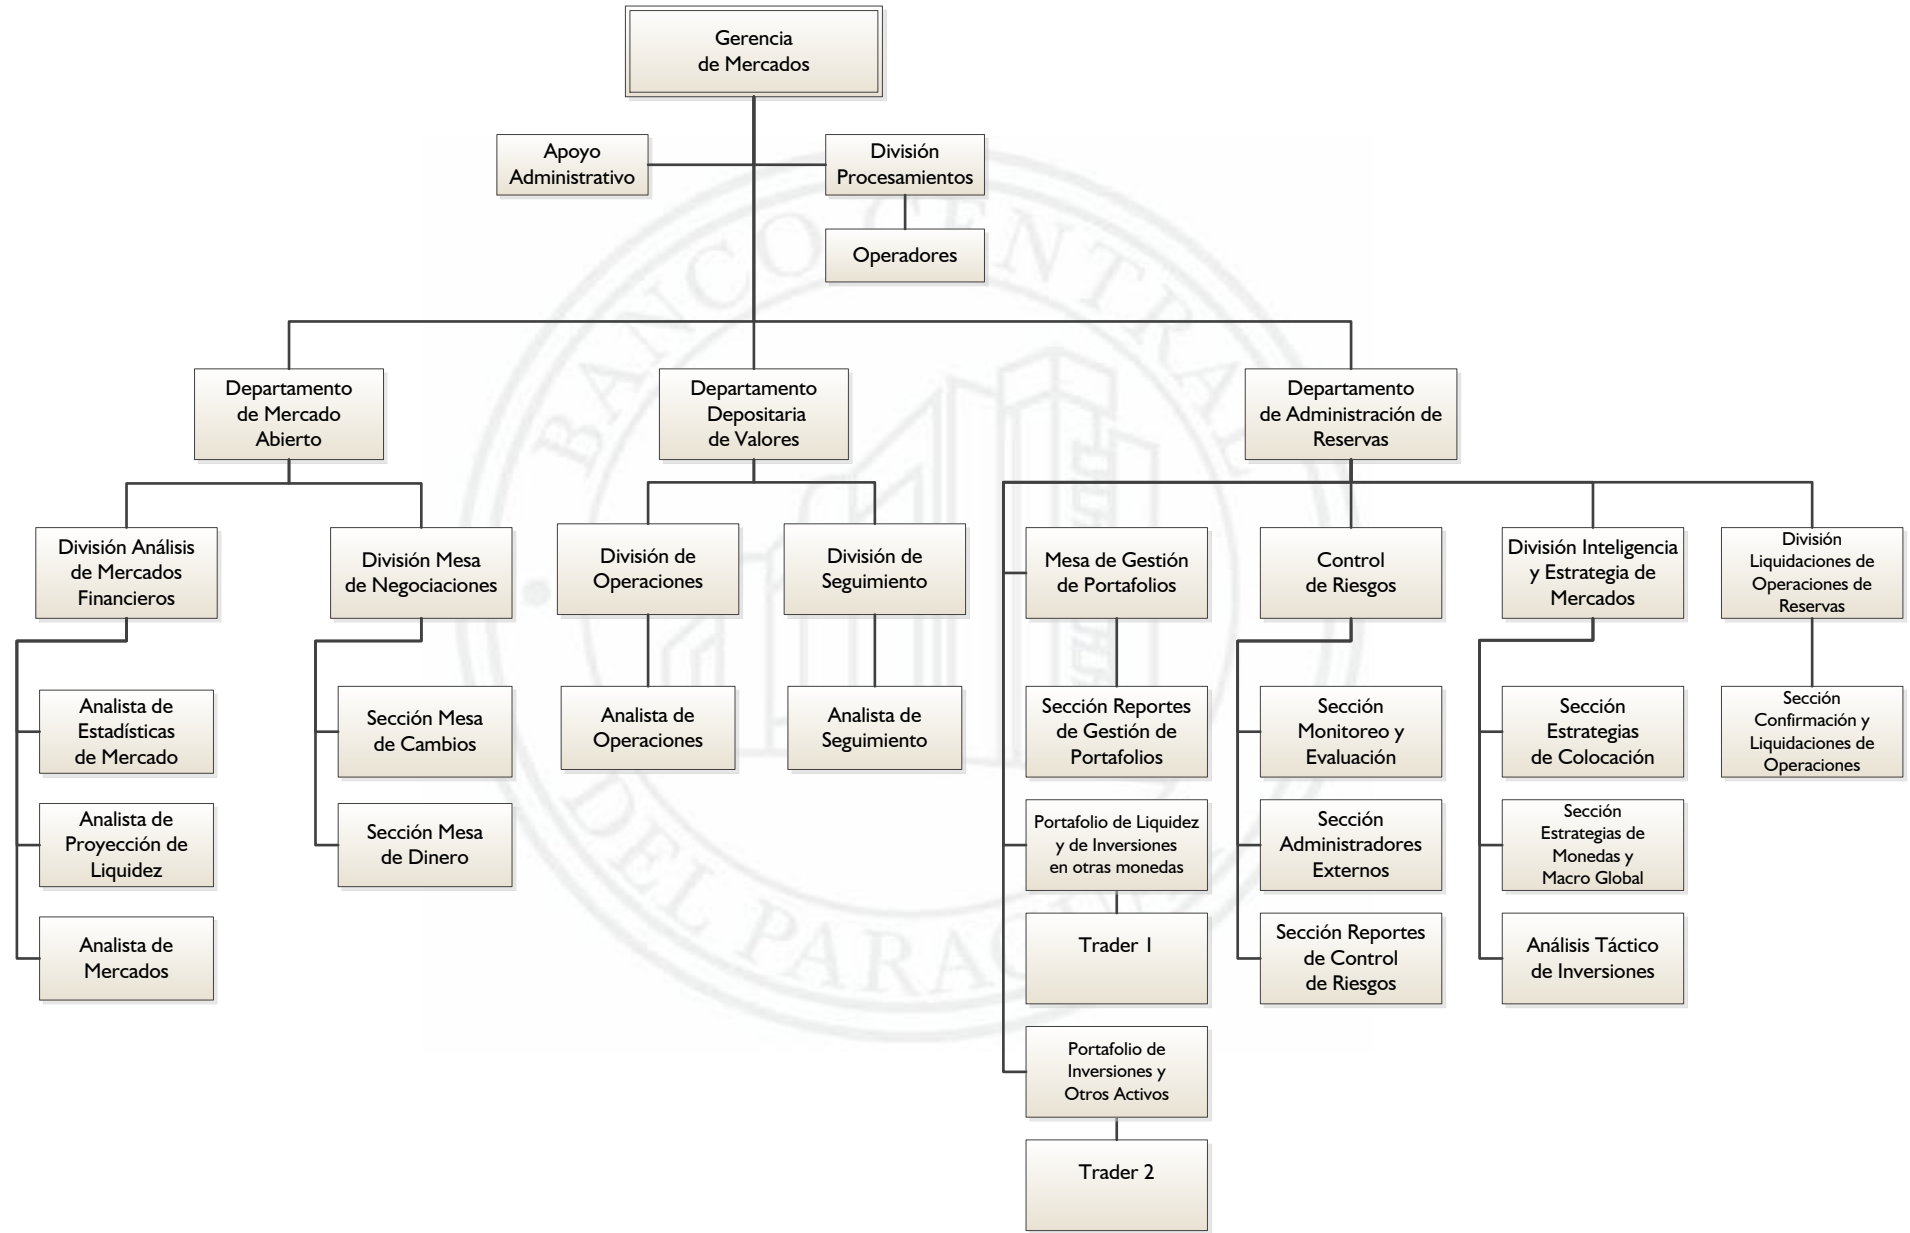 Gerencia
de Mercados
Apoyo
Administrativo
División
Procesamientos
Operadores
Departamento
de Mercado
Abierto
Departamento
Depositaria
de Valores
Departamento
de Administración de
Reservas
División Análisis
de Mercados
Financieros
División Mesa
de Negociaciones
División de
Operaciones
División de
Seguimiento
Mesa de Gestión
de Portafolios
Control
de Riesgos
División Inteligencia
y Estrategia de
Mercados
División
Liquidaciones de
Operaciones de
Reservas
Analista de
Estadísticas
de Mercado
Analista de
Proyección de
Liquidez
Analista de
Mercados
Sección Mesa
de Cambios
Sección Mesa
de Dinero
Analista de
Operaciones
Analista de
Seguimiento
Sección Reportes
de Gestión de
Portafolios
Portafolio de Liquidez
y de Inversiones
en otras monedas
Trader 1
Portafolio de
Inversiones y
Otros Activos
Trader 2
Sección
Monitoreo y
Evaluación
Sección
Administradores
Externos
Sección Reportes
de Control
de Riesgos
Sección
Estrategias
de Colocación
Sección
Estrategias de
Monedas y
Macro Global
Análisis Táctico
de Inversiones
Sección
Confirmación y
Liquidaciones de
Operaciones
BANCO CENTRAL
DEL PARAGUAY